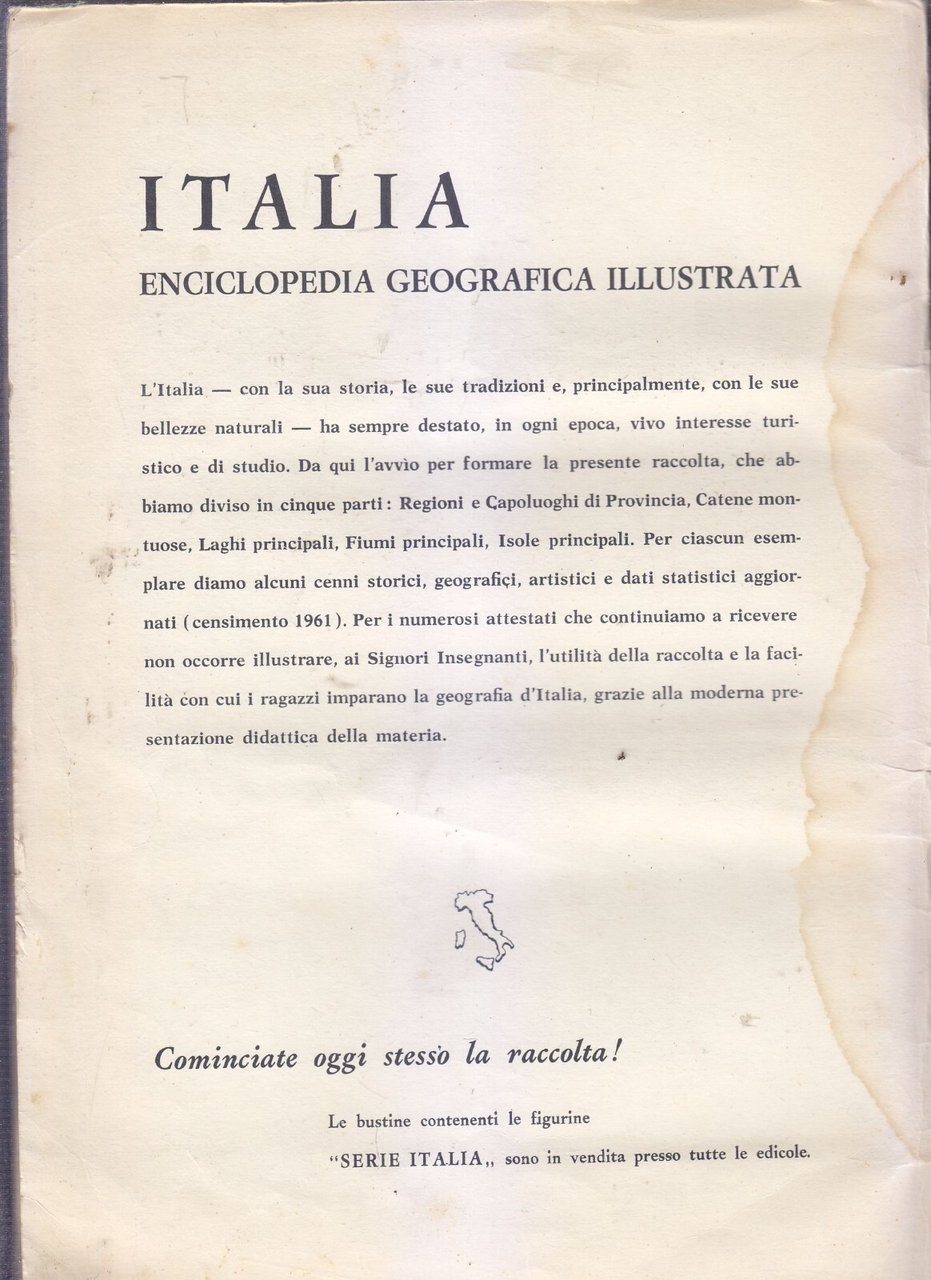 ITALIA
ENCICLOPEDIA GEOGRAFICA ILLUSTRATA
L'Italia — con la sua storia, le sue tradizioni e, principalmente, con le sue
bellezze naturali — ha sempre destato, in ogni epoca, vivo interesse turi-
stico e di studio. Da qui l'avvìo per formare la presente raccolta, che ab-
biamo diviso in cinque parti: Regioni e Capoluoghi di Provincia, Catene mon-
tuose, Laghi principali, Fiumi principali, Isole principali. Per ciascun esem-
plare diamo alcuni cenni storici, geografici, artistici e dati statistici aggior-
nati (censimento 1961). Per i numerosi attestati che continuiamo a ricevere
non occorre illustrare, ai Signori Insegnanti, l'utilità della raccolta e la faci-
lità con cui i ragazzi imparano la geografia d'Italia, grazie alla moderna pre-
sentazione didattica della materia.
Cominciate oggi stesso la raccolta!
Le bustine contenenti le figurine
“SERIE ITALIA„ sono in vendita presso tutte le edicole.